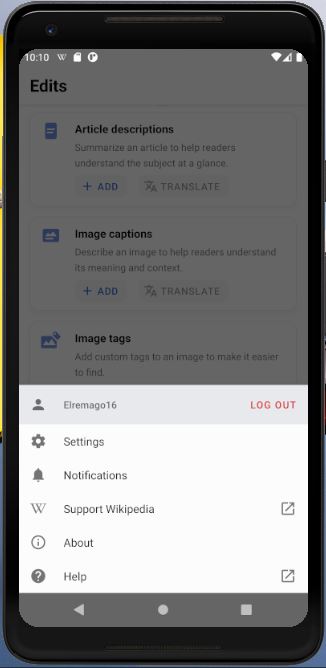 10:10
Edits
Article descriptions
Summarize an article to help readers
understand the subject at a glance.
+ ADD
TRANSLATE
Image captions
Describe an image to help readers understand
its meaning and context.
+ ADD
TRANSLATE
Image tags
Add custom tags to an image to make it easier
to find.
Elremago16
LOG OUT
Settings
Notifications
W Support Wikipedia
About
Help